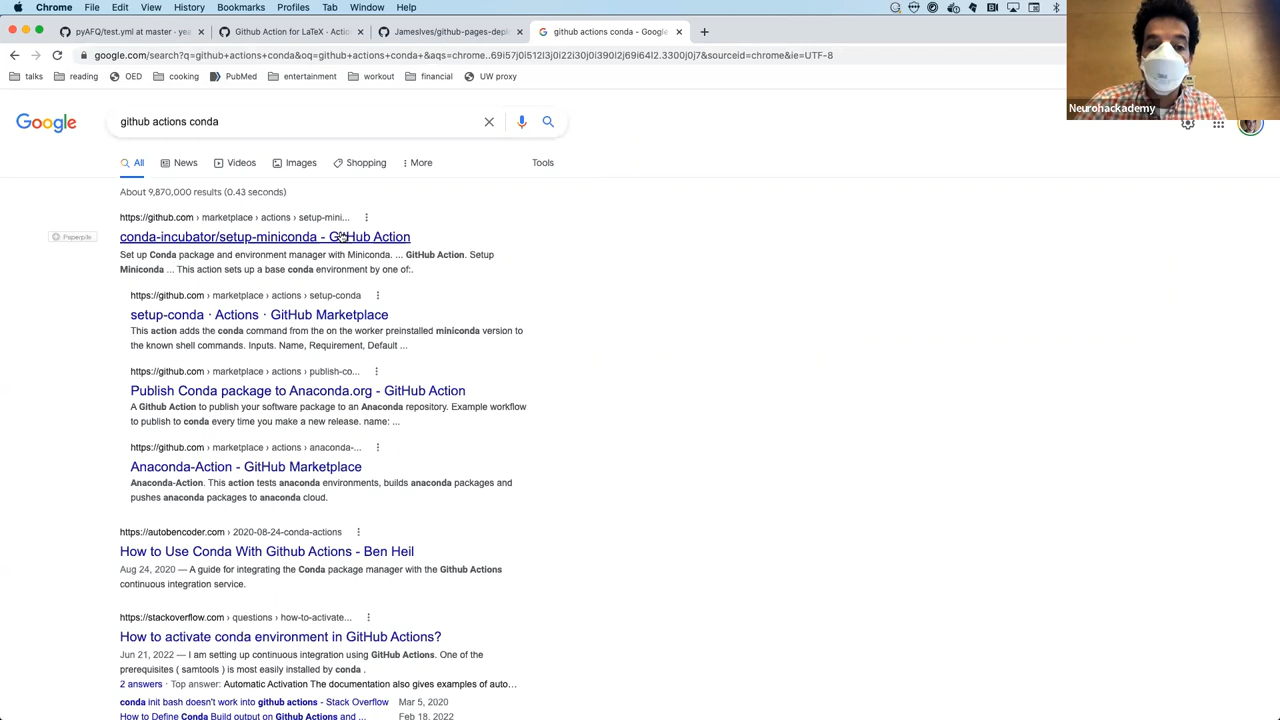 Chrome File Edit View History Bookmarks Profiles Tab Window Help
pyAFQ/test.yml at master · yea
Github Action for LaTeX · Actio
JamesIves/github-pages-depl
github actions conda - Google
google.com/search?q=github+actions+conda&oq=github+actions+conda+&aqs=chrome..69i57j0i512l3j0i22i30j0i390l2j69i64l2.3300j0j7&sourceid=chrome&ie=UTF-8
talks reading OED cooking PubMed entertainment workout financial UW proxy
Neurohackademy
Google
github actions conda
All News Videos Images Shopping More Tools
About 9,870,000 results (0.43 seconds)
https://github.com › marketplace › actions › setup-mini...
Paperpile
conda-incubator/setup-miniconda - GitHub Action
Set up Conda package and environment manager with Miniconda. ... GitHub Action. Setup
Miniconda ... This action sets up a base conda environment by one of:.
https://github.com › marketplace › actions › setup-conda
setup-conda · Actions · GitHub Marketplace
This action adds the conda command from the on the worker preinstalled miniconda version to
the known shell commands. Inputs. Name, Requirement, Default ...
https://github.com › marketplace › actions › publish-co...
Publish Conda package to Anaconda.org - GitHub Action
A Github Action to publish your software package to an Anaconda repository. Example workflow
to publish to conda every time you make a new release. name: ...
https://github.com › marketplace › actions › anaconda-...
Anaconda-Action - GitHub Marketplace
Anaconda-Action. This action tests anaconda environments, builds anaconda packages and
pushes anaconda packages to anaconda cloud.
https://autobencoder.com › 2020-08-24-conda-actions
How to Use Conda With Github Actions - Ben Heil
Aug 24, 2020 — A guide for integrating the Conda package manager with the Github Actions
continuous integration service.
https://stackoverflow.com › questions › how-to-activate...
How to activate conda environment in GitHub Actions?
Jun 21, 2022 — I am setting up continuous integration using GitHub Actions. One of the
prerequisites ( samtools ) is most easily installed by conda .
2 answers · Top answer: Automatic Activation The documentation also gives examples of auto…
conda init bash doesn't work into github actions - Stack Overflow Mar 5, 2020
How to Define Conda Build output on Github Actions and ... Feb 18, 2022